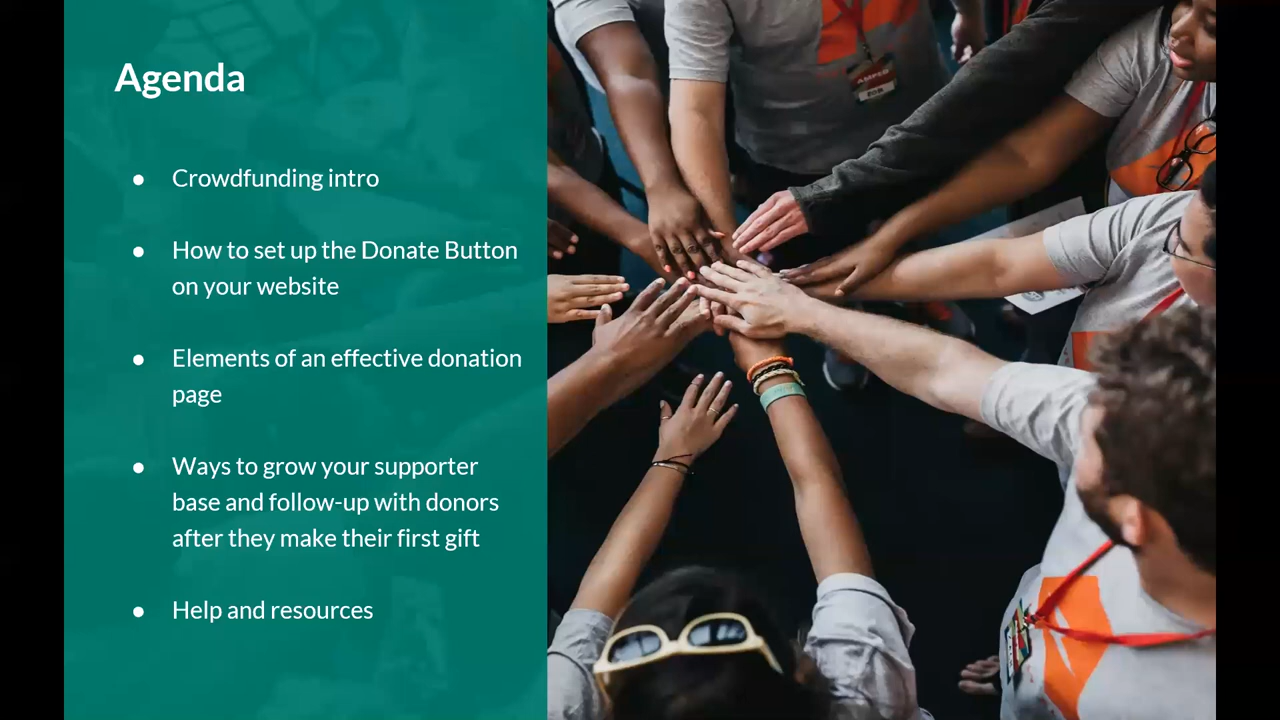 Agenda
● Crowdfunding intro
● How to set up the Donate Button
on your website
● Elements of an effective donation
page
● Ways to grow your supporter
base and follow-up with donors
after they make their first gift
● Help and resources
AMPED